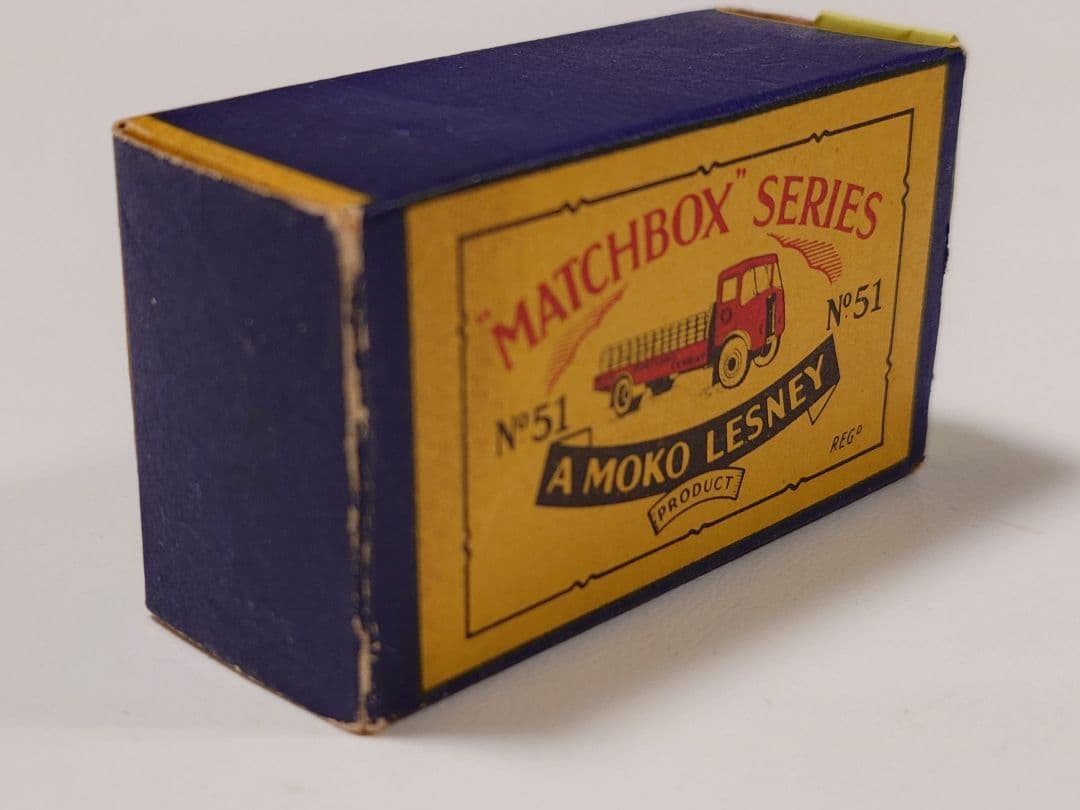 "MATCHBOX" SERIES
Nº51
Nº51
A MOKO LESNEY
PRODUCT
REGD